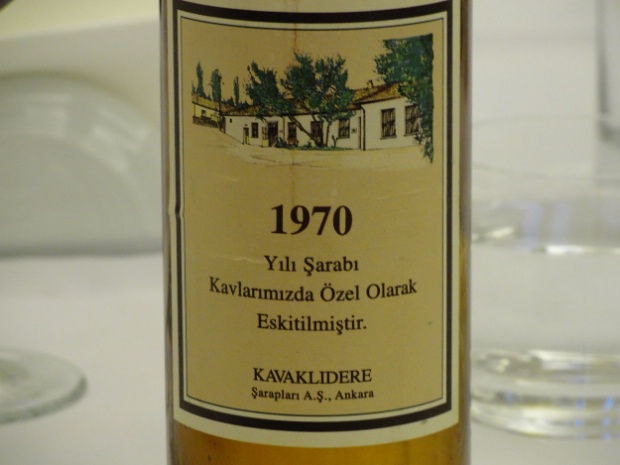 1970
Yılı Şarabı
Kavlarımızda Özel Olarak
Eskitilmiştir.
KAVAKLIDERE
Şarapları A.Ş., Ankara